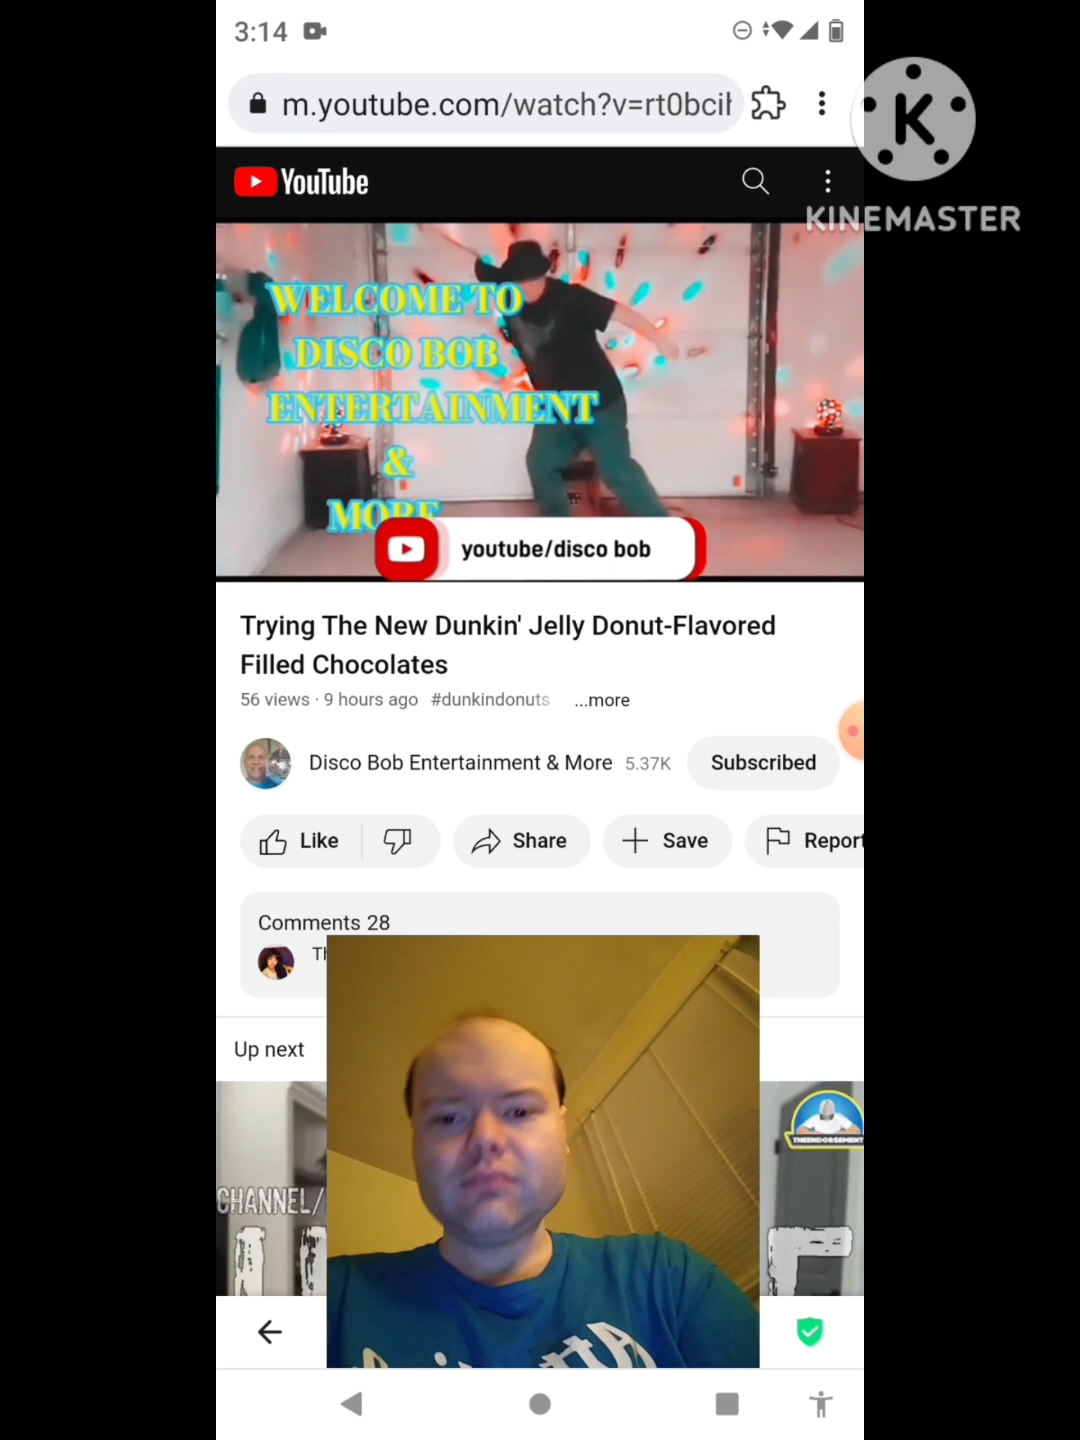 3:14
m.youtube.com/watch?v=rt0bcil
K
KINEMASTER
YouTube
WELCOME TO
DISCO BOB
ENTERTAINMENT
&
MORE
youtube/disco bob
Trying The New Dunkin' Jelly Donut-Flavored
Filled Chocolates
56 views · 9 hours ago #dunkindonuts ...more
Disco Bob Entertainment & More 5.37K Subscribed
Like Share Save Report
Comments 28
Th
Up next
THEENDORSEMENT
CHANNEL/